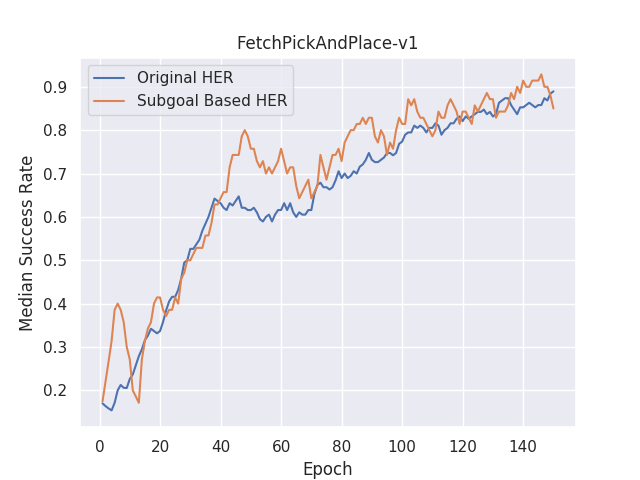 FetchPickAndPlace-v1
Original HER
Subgoal Based HER
Median Success Rate
0.9
0.8
0.7
0.6
0.5
0.4
0.3
0.2
0 20 40 60 80 100 120 140
Epoch